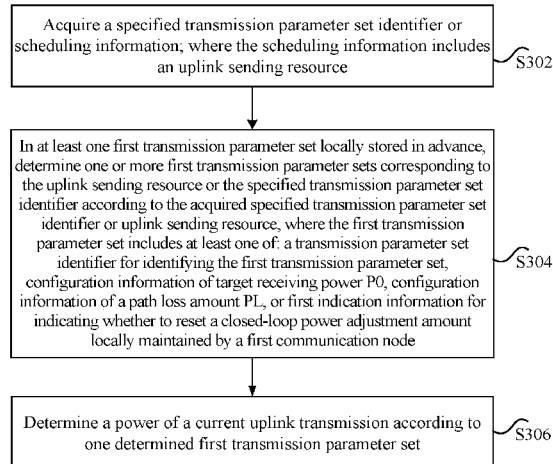 Acquire a specified transmission parameter set identifier or
scheduling information; where the scheduling information includes
an uplink sending resource
S302
In at least one first transmission parameter set locally stored in advance,
determine one or more first transmission parameter sets corresponding to
the uplink sending resource or the specified transmission parameter set
identifier according to the acquired specified transmission parameter set
identifier or uplink sending resource, where the first transmission
parameter set includes at least one of: a transmission parameter set
identifier for identifying the first transmission parameter set,
configuration information of target receiving power P0, configuration
information of a path loss amount PL, or first indication information for
indicating whether to reset a closed-loop power adjustment amount
locally maintained by a first communication node
S304
Determine a power of a current uplink transmission according to
one determined first transmission parameter set
S306